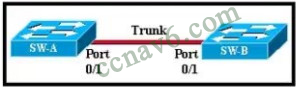 Trunk
SW-A
Port
0/1
Port
0/1
SW-B
ccnav6.com